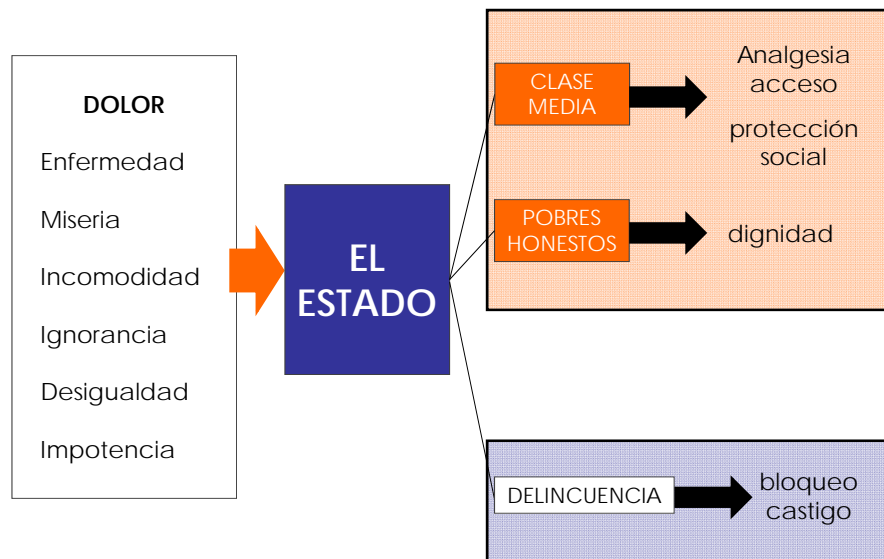 DOLOR
Enfermedad
Miseria
Incomodidad
Ignorancia
Desigualdad
Impotencia
EL
ESTADO
CLASE
MEDIA
Analgesia
acceso
protección
social
POBRES
HONESTOS
dignidad
DELINCUENCIA
bloqueo
castigo